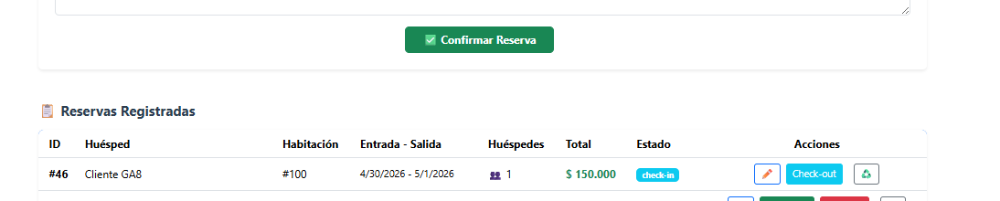 ✅ Confirmar Reserva
📋 Reservas Registradas
ID Huésped Habitación Entrada - Salida Huéspedes Total Estado Acciones
#46 Cliente GA8 #100 4/30/2026 - 5/1/2026 👥 1 $ 150.000 check-in Check-out